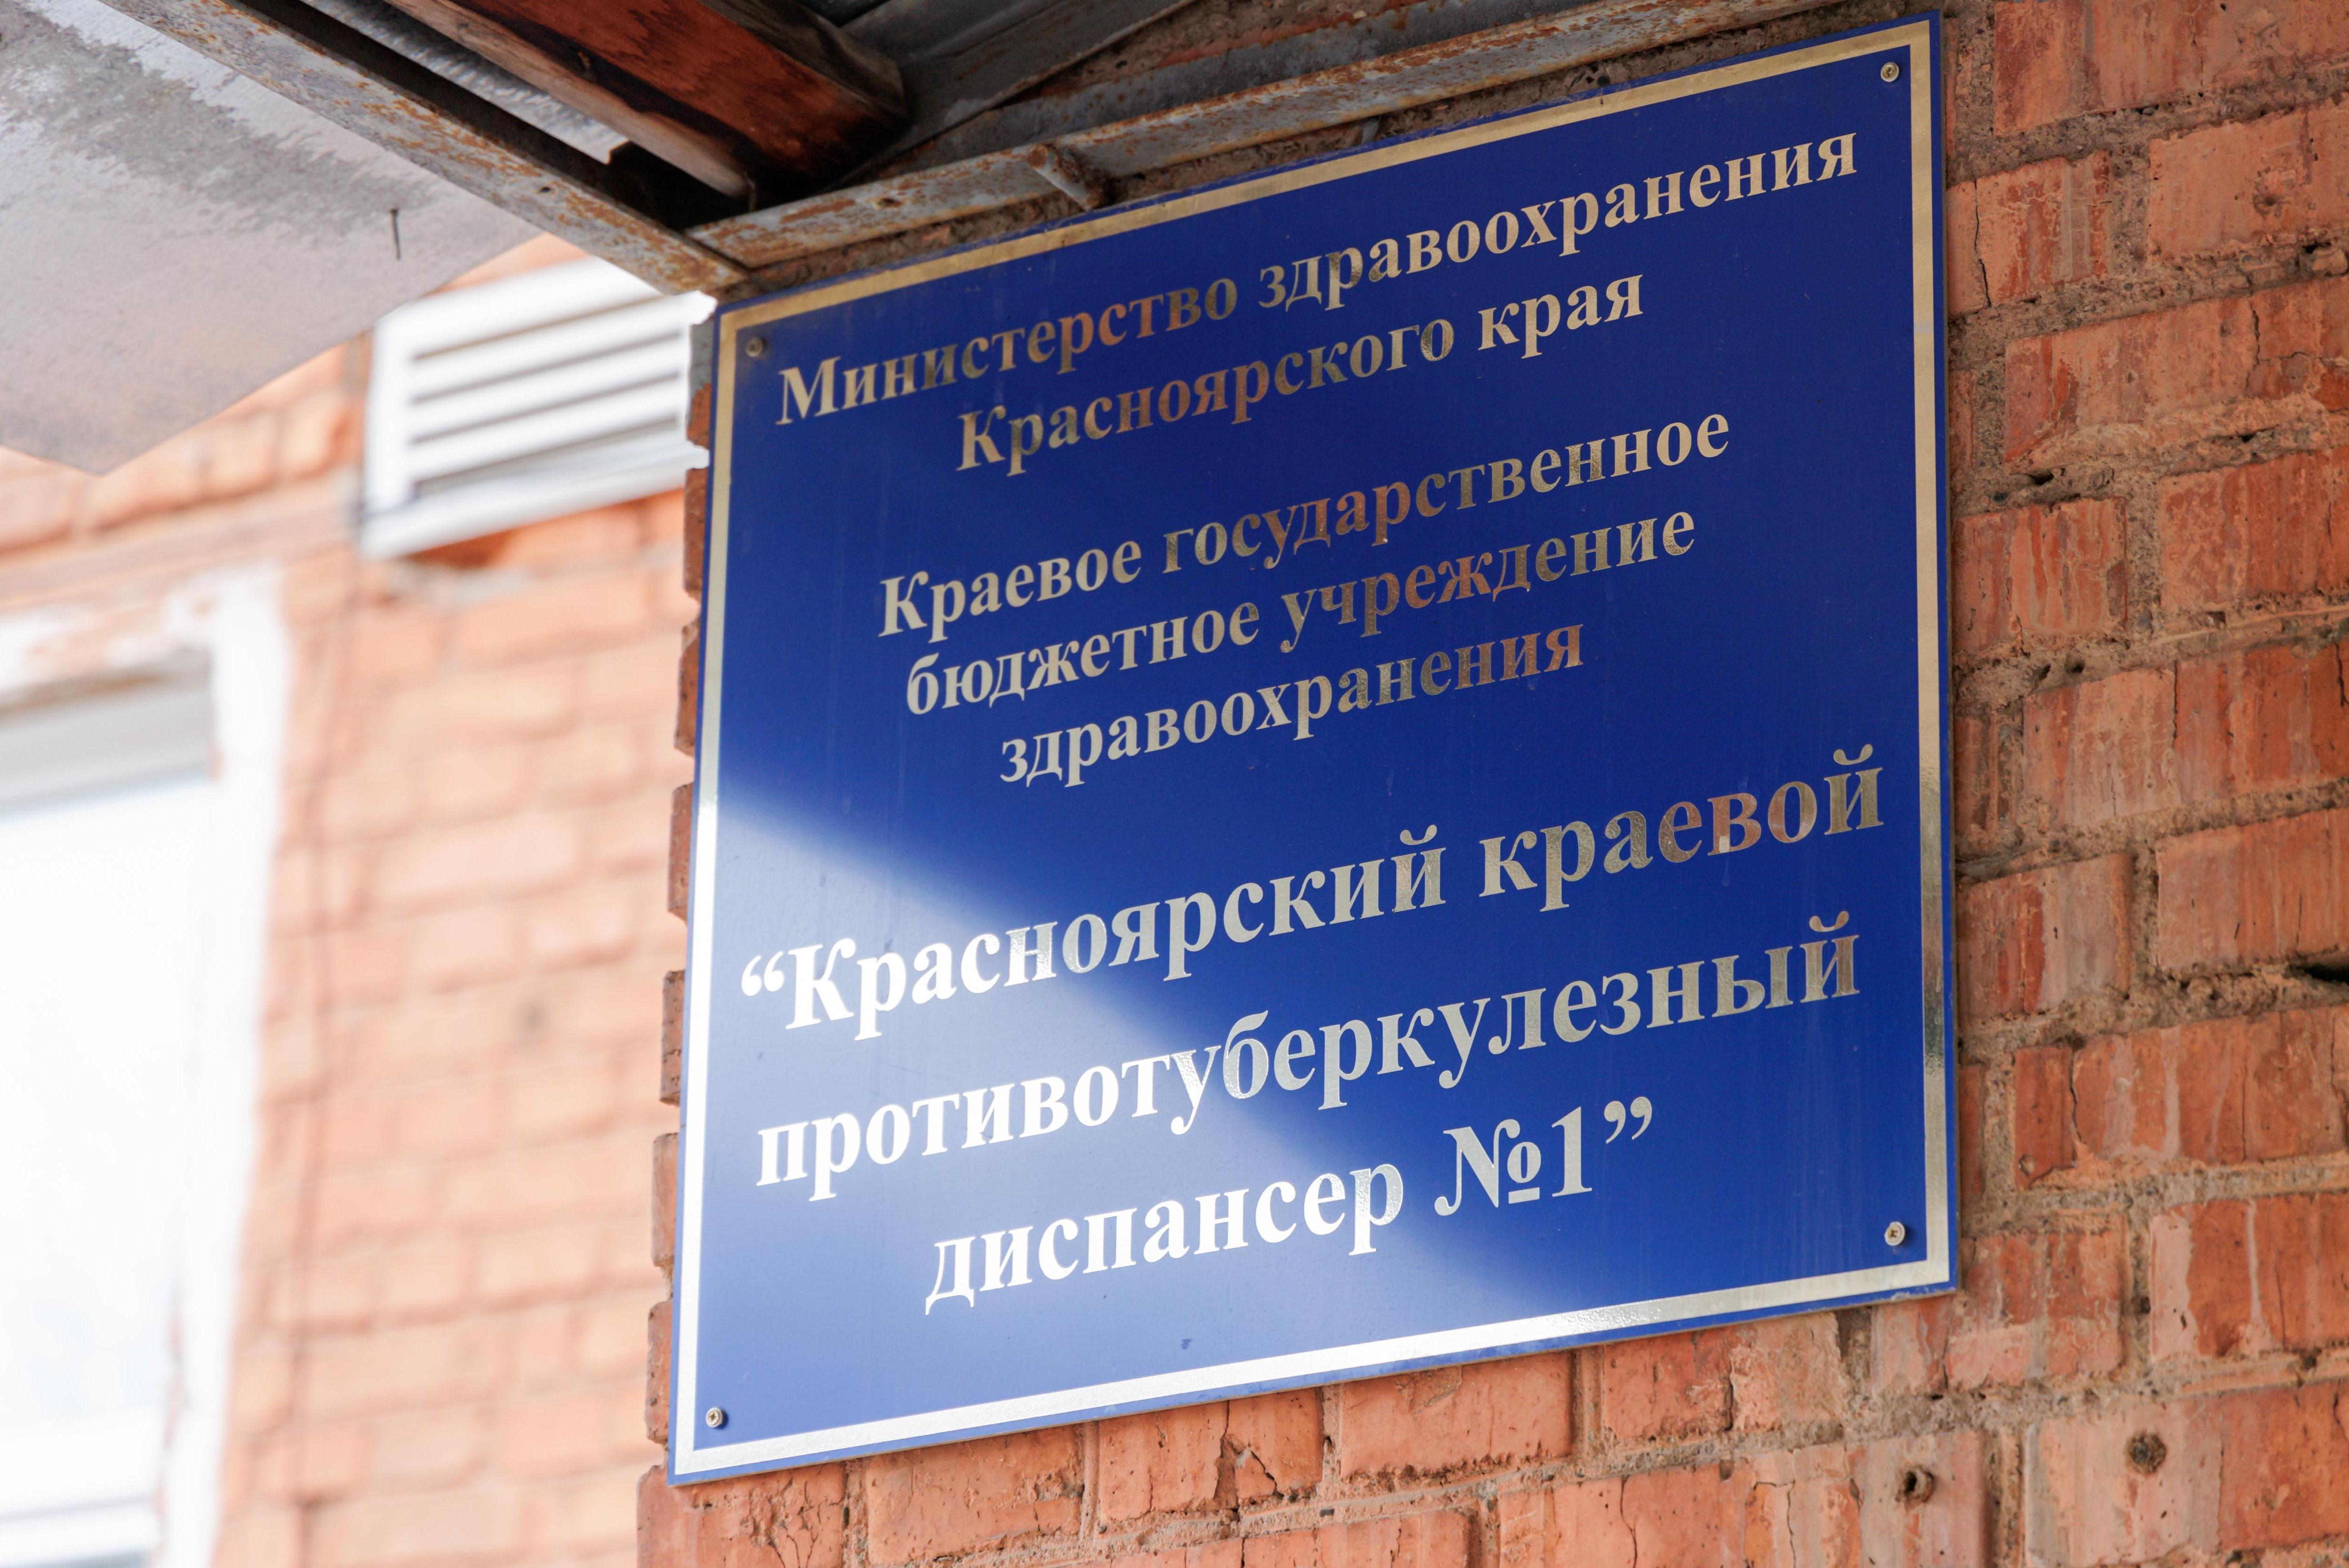 Министерство здравоохранения
Красноярского края
Краевое государственное
бюджетное учреждение
здравоохранения
“Красноярский краевой
противотуберкулезный
диспансер №1”